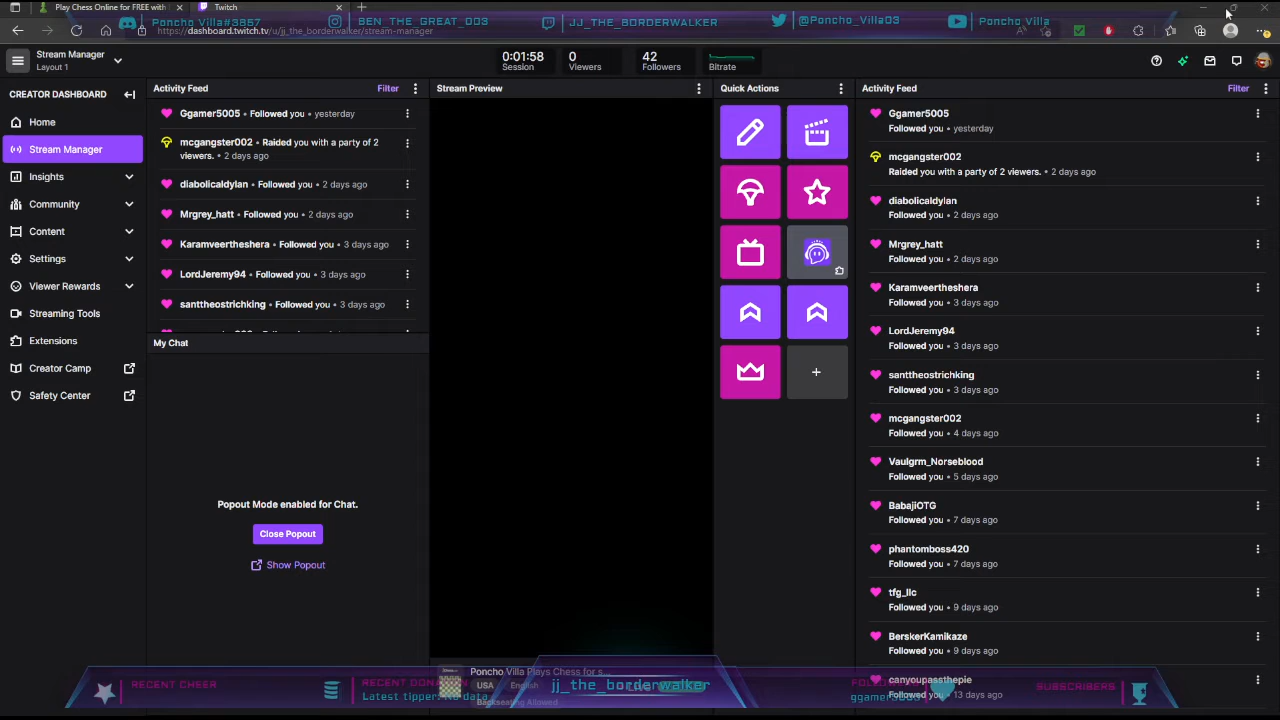 Play Chess Online for FREE with
Twitch
Poncho Villa#3867
BEN_THE_GREAT_003
JJ_THE_BORDERWALKER
@Poncho_Villa03
Poncho Villa
https://dashboard.twitch.tv/u/jj_the_borderwalker/stream-manager
Stream Manager
Layout 1
0:01:58
Session
0
Viewers
42
Followers
Bitrate
CREATOR DASHBOARD
Home
Stream Manager
Insights
Community
Content
Settings
Viewer Rewards
Streaming Tools
Extensions
Creator Camp
Safety Center
Activity Feed
Filter
Ggamer5005 • Followed you • yesterday
mcgangster002 • Raided you with a party of 2
viewers. • 2 days ago
diabolicaldylan • Followed you • 2 days ago
Mrgrey_hatt • Followed you • 2 days ago
Karamveertheshera • Followed you • 3 days ago
LordJeremy94 • Followed you • 3 days ago
santtheostrichking • Followed you • 3 days ago
My Chat
Popout Mode enabled for Chat.
Close Popout
Show Popout
Stream Preview
Quick Actions
Activity Feed
Filter
Ggamer5005
Followed you • yesterday
mcgangster002
Raided you with a party of 2 viewers. • 2 days ago
diabolicaldylan
Followed you • 2 days ago
Mrgrey_hatt
Followed you • 2 days ago
Karamveertheshera
Followed you • 3 days ago
LordJeremy94
Followed you • 3 days ago
santtheostrichking
Followed you • 3 days ago
mcgangster002
Followed you • 4 days ago
Vaulgrm_Norseblood
Followed you • 5 days ago
BabajiOTG
Followed you • 7 days ago
phantomboss420
Followed you • 7 days ago
tfg_llc
Followed you • 9 days ago
BerskerKamikaze
Followed you • 9 days ago
canyoupassthepie
Followed you • 13 days ago
Poncho Villa Plays Chess for s...
USA English
Backseating Allowed
RECENT CHEER
RECENT DON
Latest tipper: No data
jj_the_borderwalker
FOLLO
ggamer5005
SUBSCRIBERS